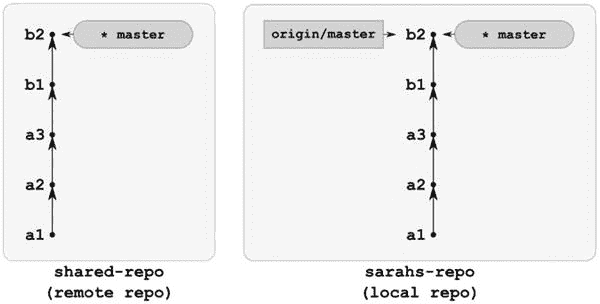 b2
* master
b1
a3
a2
a1
shared-repo
(remote repo)
origin/master
b2
* master
b1
a3
a2
a1
sarahs-repo
(local repo)